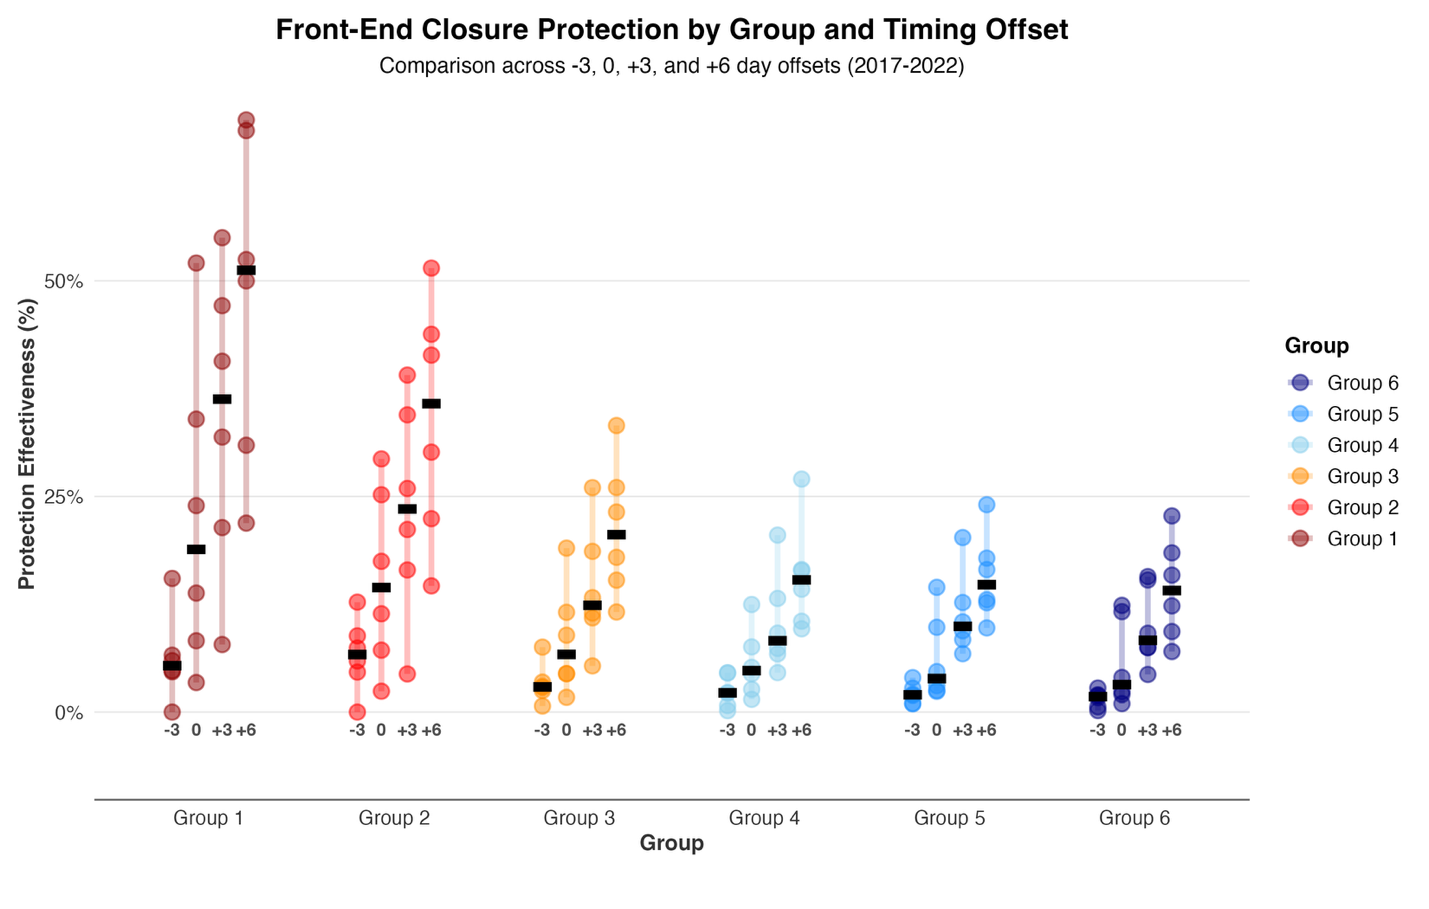 Front-End Closure Protection by Group and Timing Offset
Comparison across -3, 0, +3, and +6 day offsets (2017-2022)
Protection Effectiveness (%)
50%
25%
0%
-3 0 +3 +6 -3 0 +3 +6 -3 0 +3 +6 -3 0 +3 +6 -3 0 +3 +6 -3 0 +3 +6
Group 1 Group 2 Group 3 Group 4 Group 5 Group 6
Group
Group
Group 6
Group 5
Group 4
Group 3
Group 2
Group 1